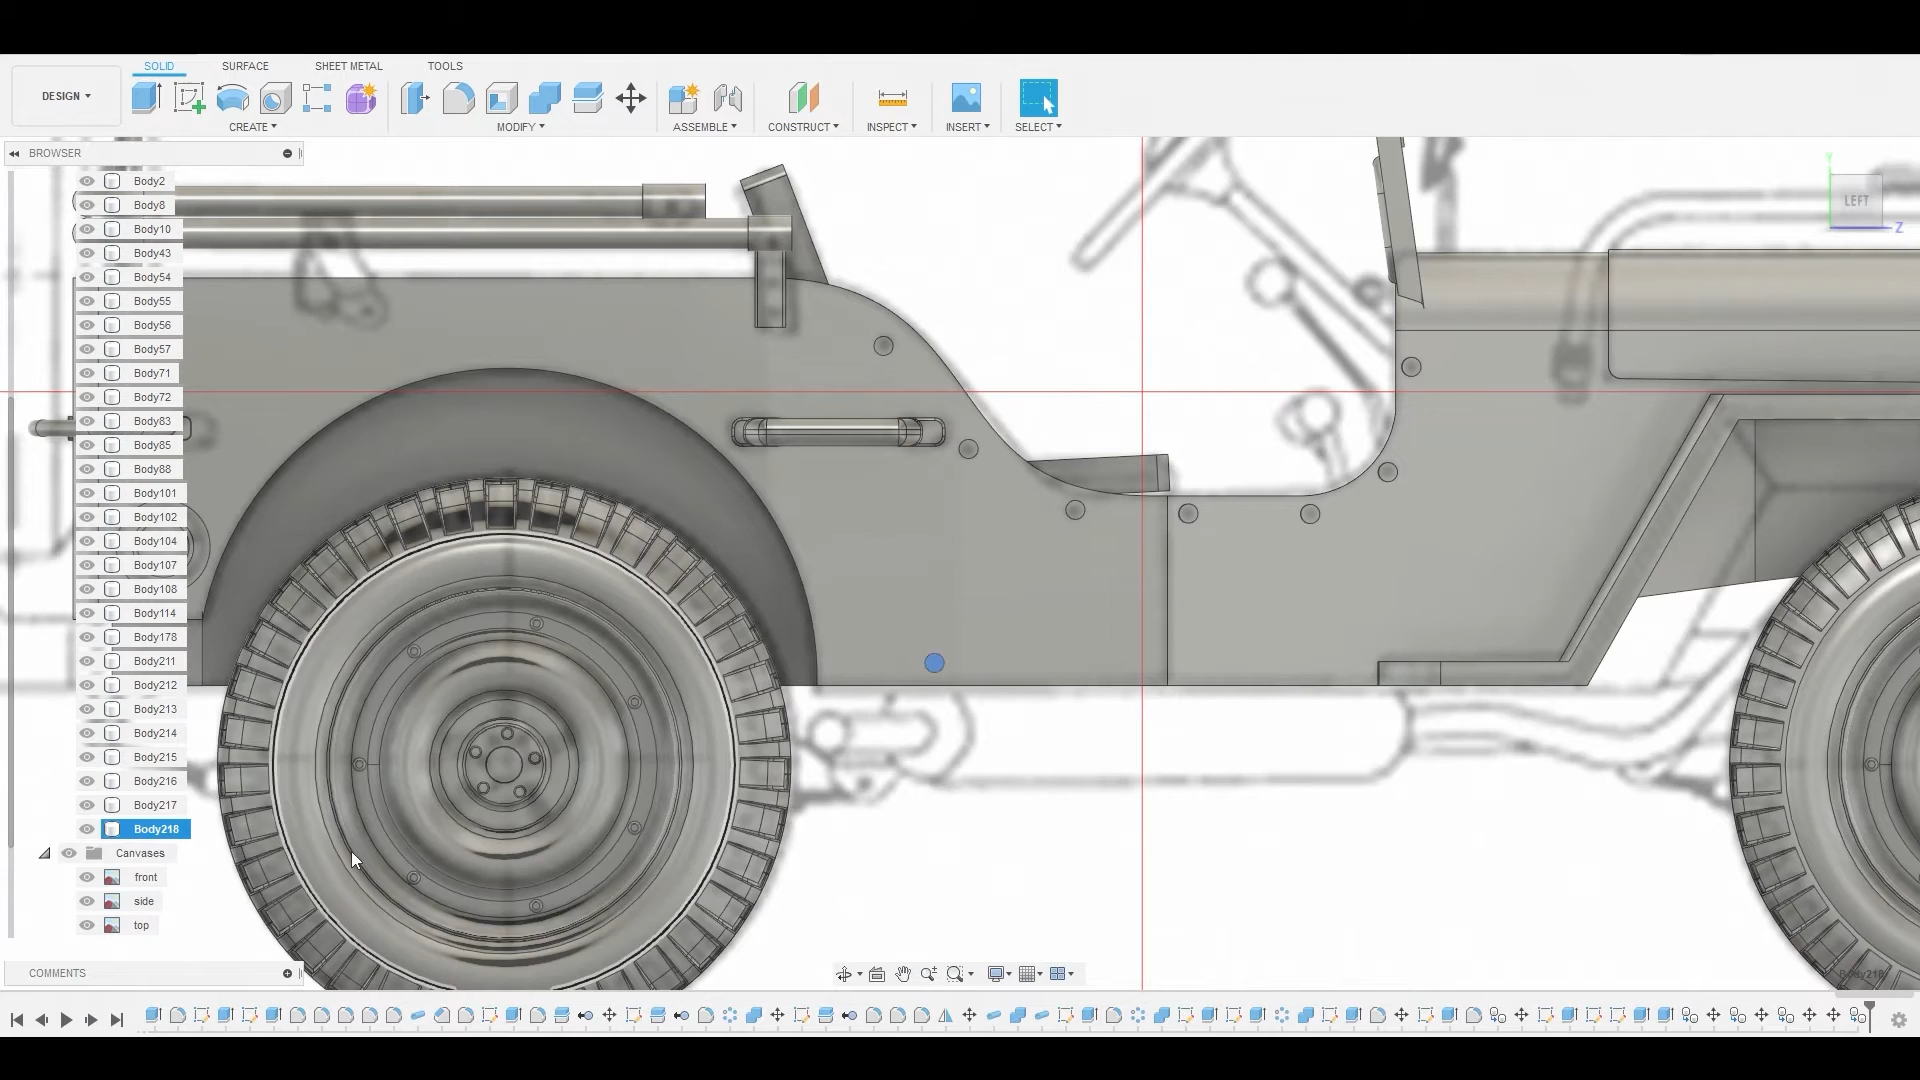 SOLID SURFACE SHEET METAL TOOLS
DESIGN
CREATE MODIFY ASSEMBLE CONSTRUCT INSPECT INSERT SELECT
BROWSER
Body2
Body8
Body10
Body43
Body54
Body55
Body56
Body57
Body71
Body72
Body83
Body85
Body88
Body101
Body102
Body104
Body107
Body108
Body114
Body178
Body211
Body212
Body213
Body214
Body215
Body216
Body217
Body218
Canvases
front
side
top
COMMENTS
Y
LEFT
Z
Body218